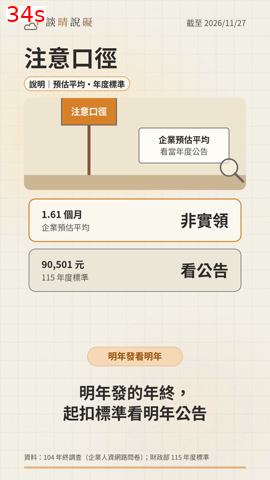 34s
談晴說礙
截至 2026/11/27
注意口徑
說明｜預估平均・年度標準
注意口徑
企業預估平均
看當年度公告
1.61 個月
企業預估平均
非實領
90,501 元
115 年度標準
看公告
明年發看明年
明年發的年終，
起扣標準看明年公告
資料：104 年終調查（企業人資網路問卷）；財政部 115 年度標準